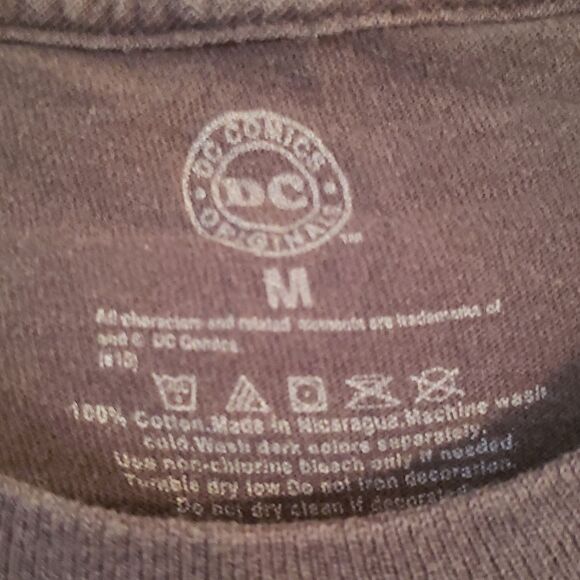 DC COMICS
DC
ORIGINALS
TM
M
All characters and related elements are trademarks of
and © DC Comics.
(s13)
100% Cotton.Made in Nicaragua.Machine wash
cold.Wash dark colors separately.
Use non-chlorine bleach only if needed.
Tumble dry low.Do not iron decoration.
Do not dry clean if